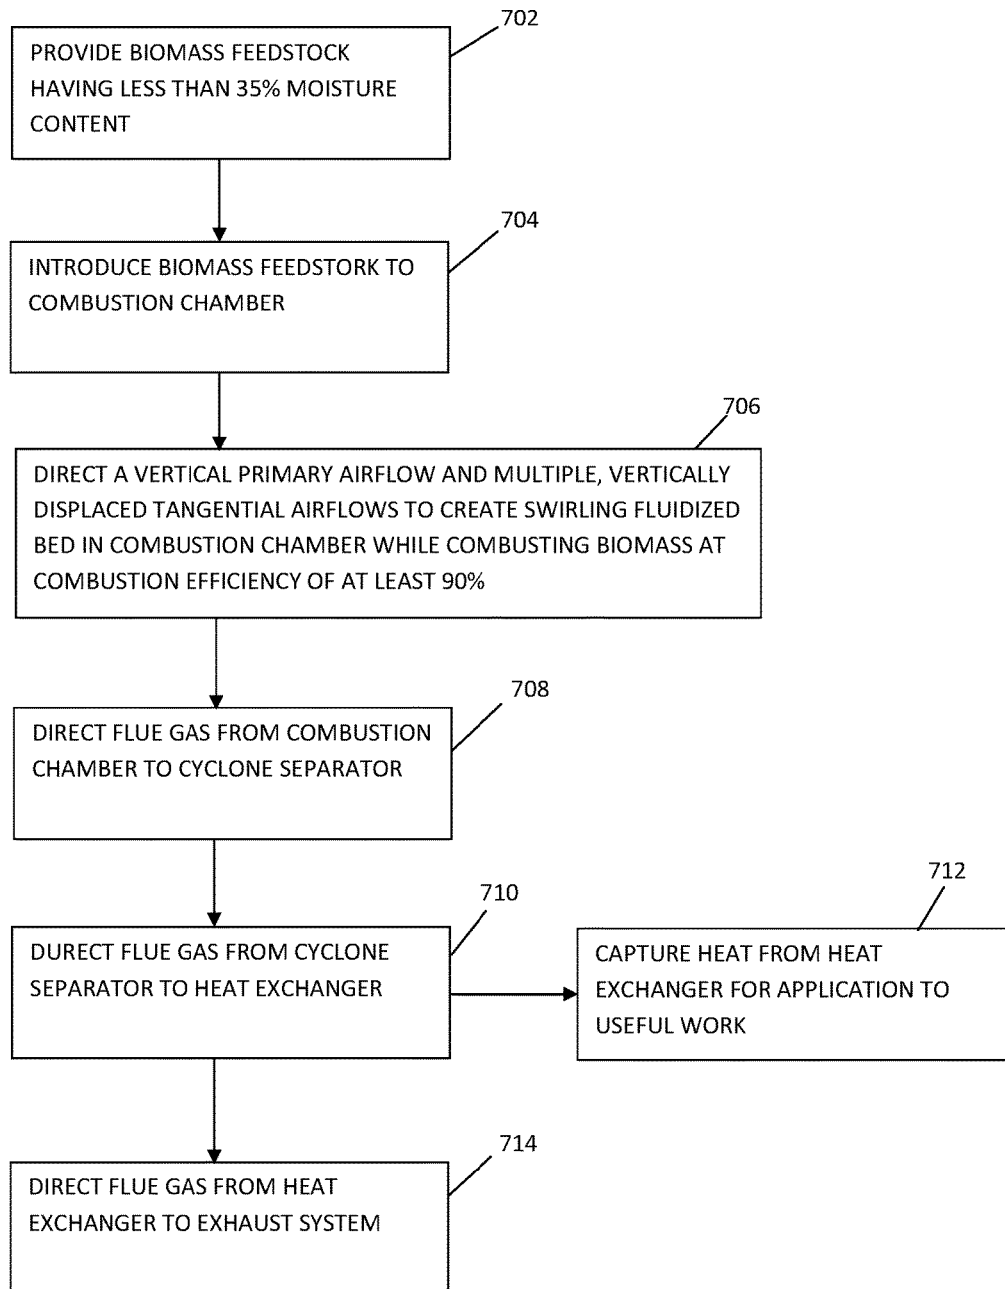 702
PROVIDE BIOMASS FEEDSTOCK
HAVING LESS THAN 35% MOISTURE
CONTENT
704
INTRODUCE BIOMASS FEEDSTORK TO
COMBUSTION CHAMBER
706
DIRECT A VERTICAL PRIMARY AIRFLOW AND MULTIPLE, VERTICALLY
DISPLACED TANGENTIAL AIRFLOWS TO CREATE SWIRLING FLUIDIZED
BED IN COMBUSTION CHAMBER WHILE COMBUSTING BIOMASS AT
COMBUSTION EFFICIENCY OF AT LEAST 90%
708
DIRECT FLUE GAS FROM COMBUSTION
CHAMBER TO CYCLONE SEPARATOR
710
DURECT FLUE GAS FROM CYCLONE
SEPARATOR TO HEAT EXCHANGER
712
CAPTURE HEAT FROM HEAT
EXCHANGER FOR APPLICATION TO
USEFUL WORK
714
DIRECT FLUE GAS FROM HEAT
EXCHANGER TO EXHAUST SYSTEM